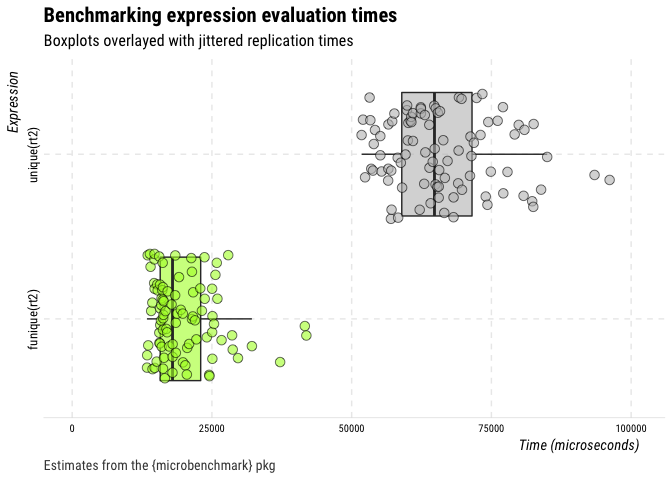 Benchmarking expression evaluation times
Boxplots overlayed with jittered replication times
Expression
unique(rt2)
funique(rt2)
0 25000 50000 75000 100000
Time (microseconds)
Estimates from the {microbenchmark} pkg